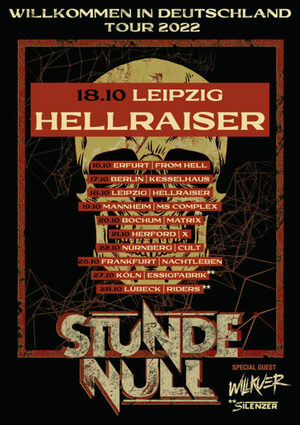 WILLKOMMEN IN DEUTSCHLAND
TOUR 2022
18.10 LEIPZIG
HELLRAISER
16.10 ERFURT | FROM HELL
17.10 BERLIN | KESSELHAUS
18.10 LEIPZIG | HELLRAISER
19.10 MANNHEIM | MS COMPLEX
20.10 BOCHUM | MATRIX
21.10 HERFORD | X
22.10 NÜRNBERG | CULT
25.10 FRANKFURT | NACHTLEBEN
27.10 KÖLN | ESSIGFABRIK**
28.10 LÜBECK | RIDERS**
STUNDE
NULL
SPECIAL GUEST
WILLKUER
** SILENZER